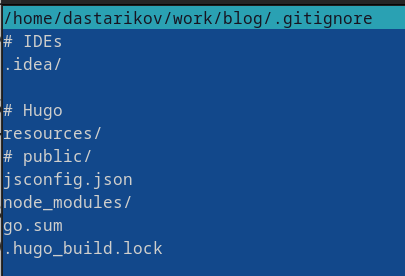 /home/dastarikov/work/blog/.gitignore
# IDEs
.idea/

# Hugo
resources/
# public/
jsconfig.json
node_modules/
go.sum
.hugo_build.lock